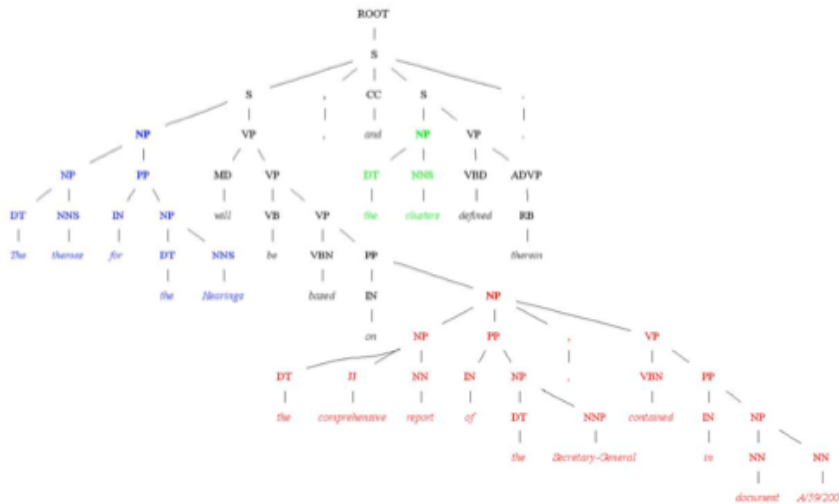 ROOT
S
S , CC S .
NP VP , and NP VP .
NP PP MD VP DT NNS VBD ADVP
DT NNS IN NP will VB VP the clusters defined RB
The themes for DT NNS be VBN PP therein
the Hearings based IN NP
on NP PP , VP
DT JJ NN IN NP , VBN PP
the comprehensive report of DT NNP contained IN NP
the Secretary-General in NN NN
document